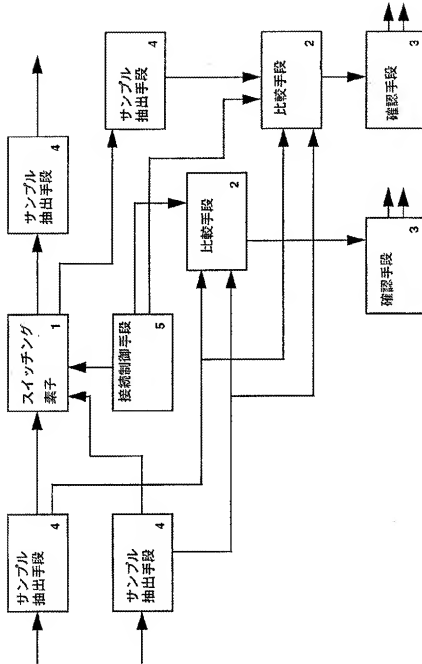 サンプル
抽出手段
4
サンプル
抽出手段
4
スイッチング
素子
1
接続制御手段
5
サンプル
抽出手段
4
サンプル
抽出手段
4
比較手段
2
比較手段
2
確認手段
3
確認手段
3